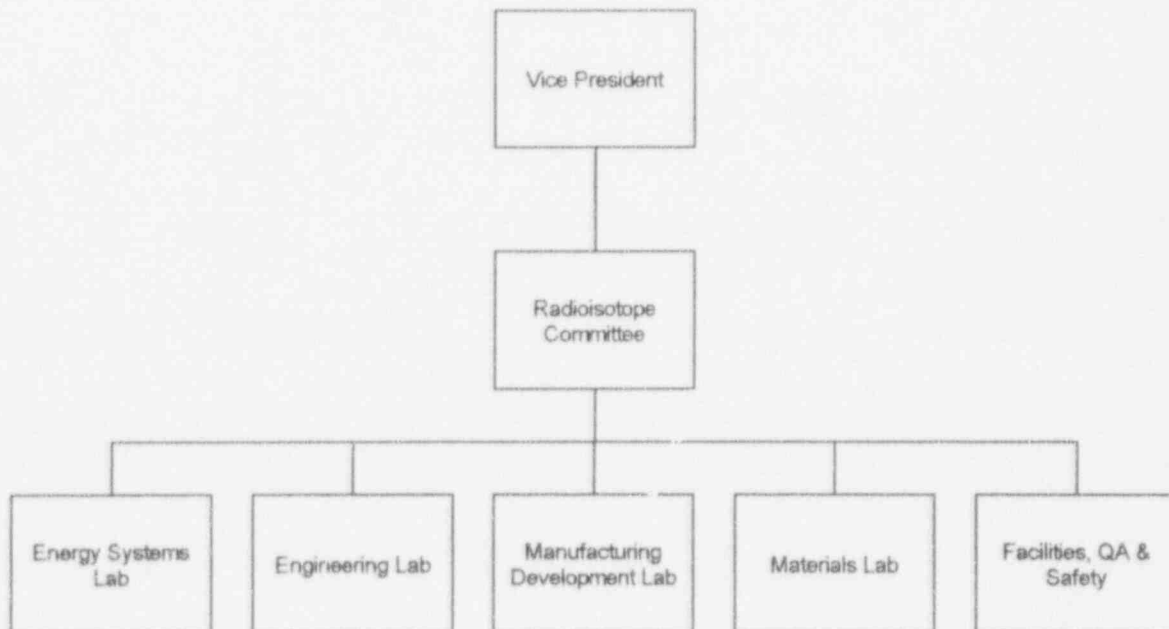 Vice President
Radioisotope
Committee
Energy Systems
Lab
Engineering Lab
Manufacturing
Development Lab
Materials Lab
Facilities, QA &
Safety